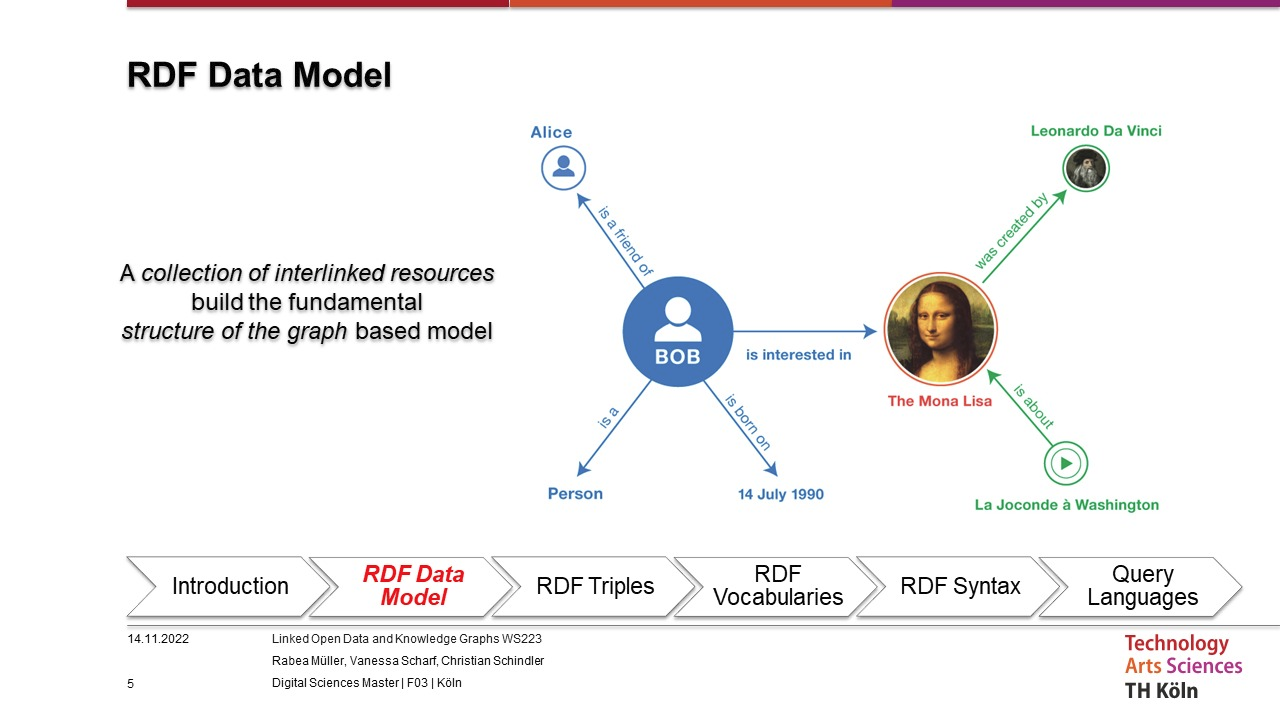 RDF Data Model
A collection of interlinked resources
build the fundamental
structure of the graph based model
Alice
is a friend of
BOB
is a
Person
is born on
14 July 1990
is interested in
The Mona Lisa
was created by
Leonardo Da Vinci
is about
La Joconde à Washington
Introduction
RDF Data
Model
RDF Triples
RDF
Vocabularies
RDF Syntax
Query
Languages
14.11.2022
Linked Open Data and Knowledge Graphs WS223
Rabea Müller, Vanessa Scharf, Christian Schindler
5
Digital Sciences Master | F03 | Köln
Technology
Arts Sciences
TH Köln